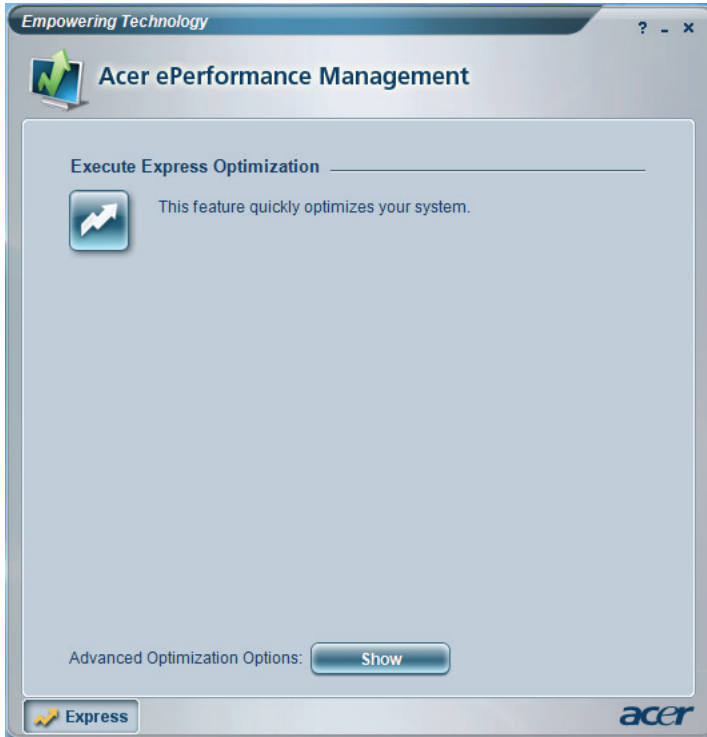 Empowering Technology
? - x
Acer ePerformance Management
Execute Express Optimization
This feature quickly optimizes your system.
Advanced Optimization Options: Show
Express
acer